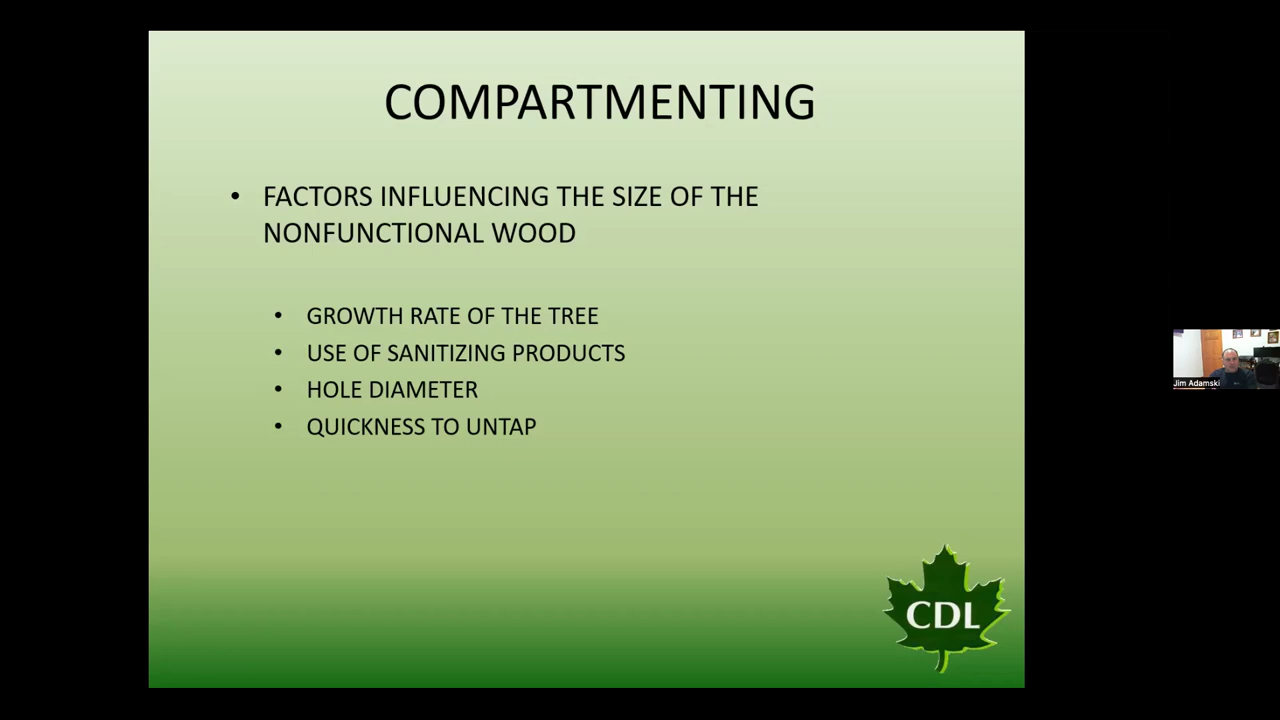 COMPARTMENTING
• FACTORS INFLUENCING THE SIZE OF THE
NONFUNCTIONAL WOOD
• GROWTH RATE OF THE TREE
• USE OF SANITIZING PRODUCTS
• HOLE DIAMETER
• QUICKNESS TO UNTAP
CDL
Jim Adamski